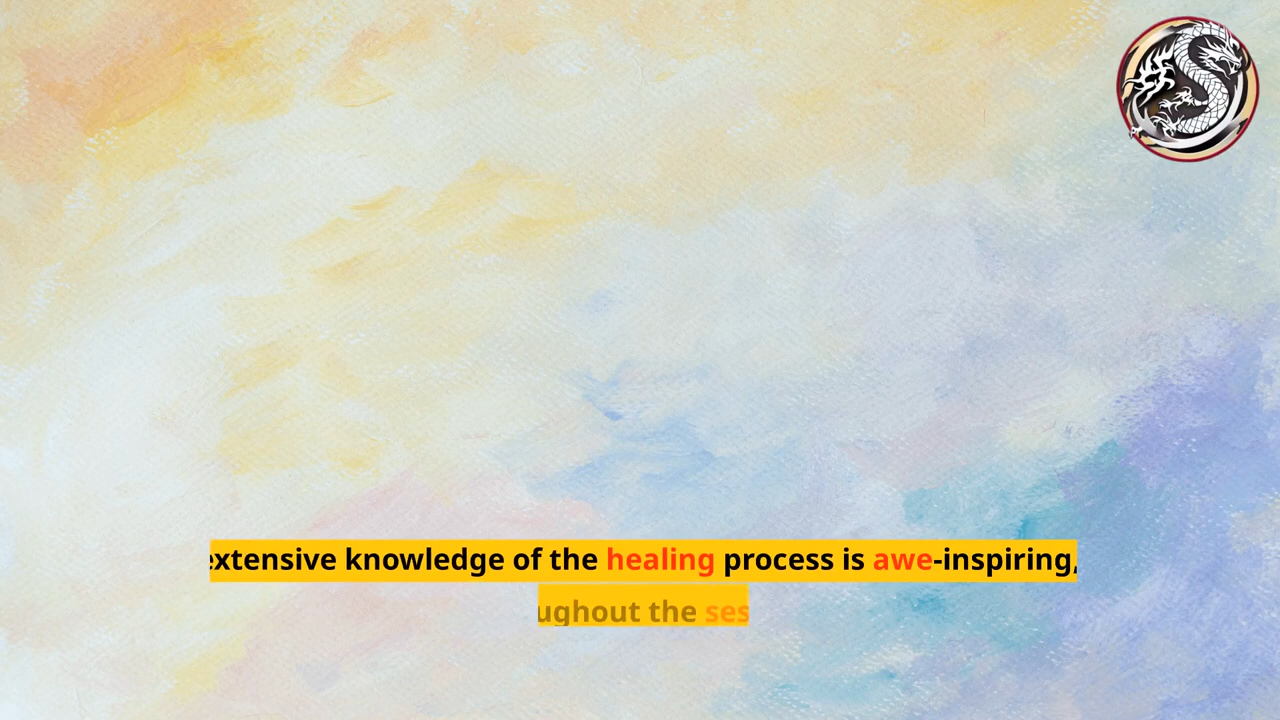 extensive knowledge of the healing process is awe-inspiring,
ughout the ses